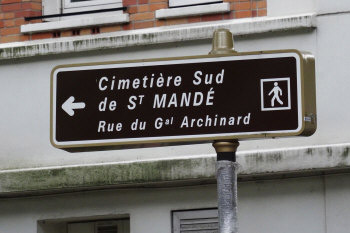 Cimetière Sud
de ST MANDÉ
Rue du Gal Archinard